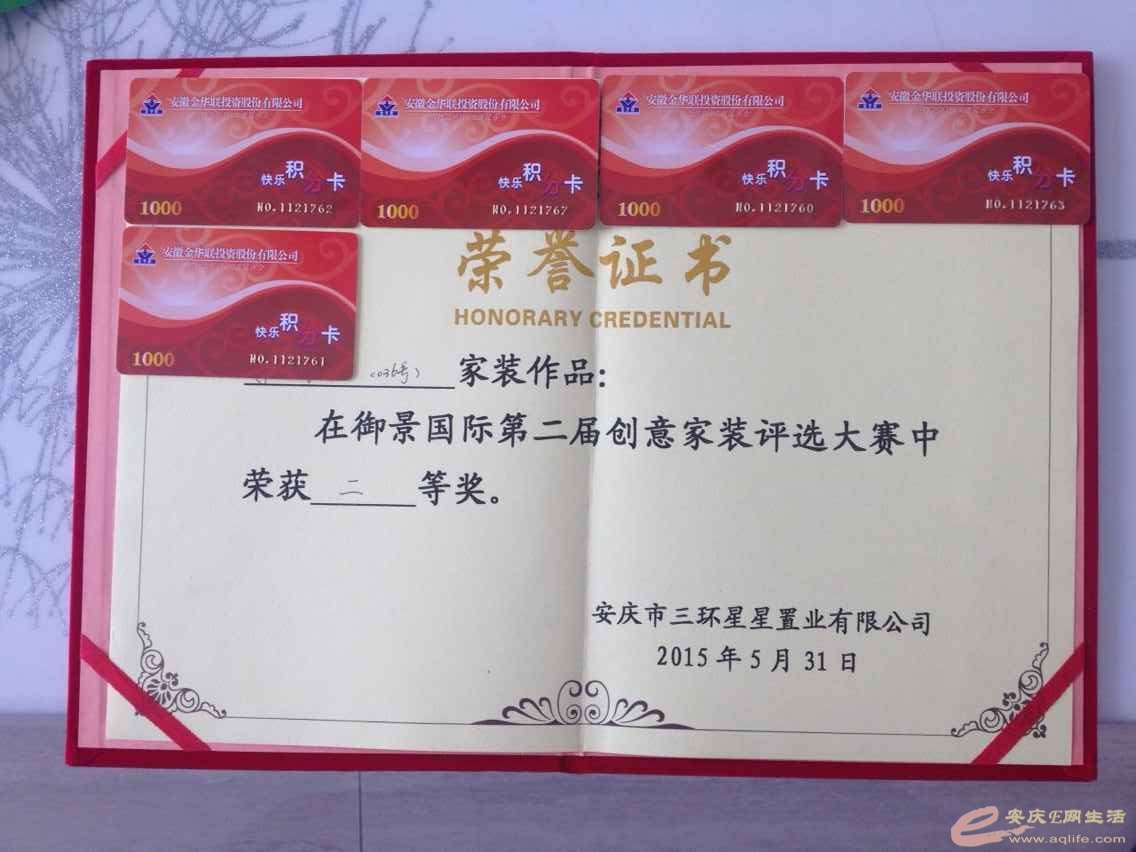 安徽金华联投资股份有限公司
快乐积分卡
1000
NO.1121762
安徽金华联投资股份有限公司
快乐积分卡
1000
NO.1121767
安徽金华联投资股份有限公司
快乐积分卡
1000
NO.1121760
安徽金华联投资股份有限公司
快乐积分卡
1000
NO.1121763
安徽金华联投资股份有限公司
快乐积分卡
1000
NO.1121761
荣誉证书
HONORARY CREDENTIAL
036号）家装作品：
在御景国际第二届创意家装评选大赛中
荣获二等奖。
安庆市三环星星置业有限公司
2015年5月31日
安庆E网生活
www.aqlife.com